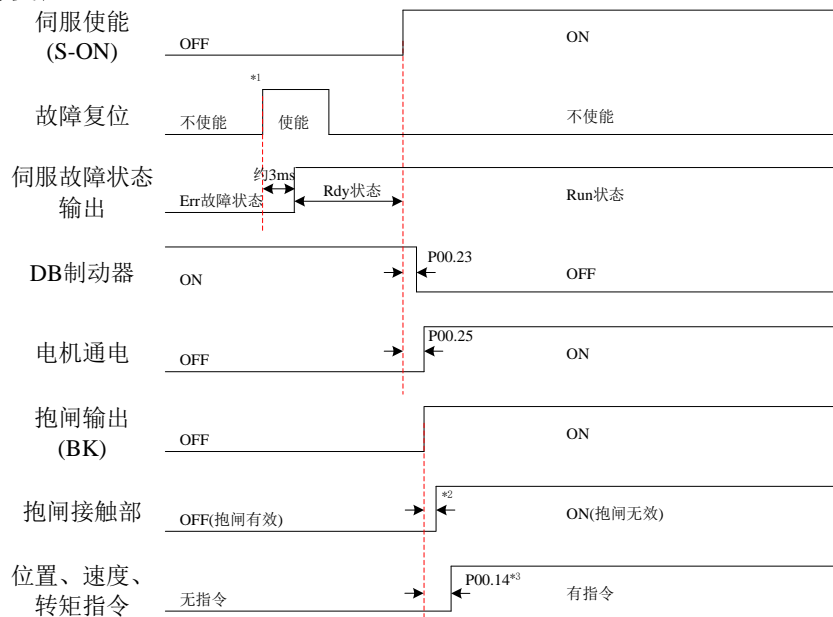 伺服使能
(S-ON)
OFF
ON
*1
故障复位
不使能
使能
不使能
伺服故障状态
输出
约3ms
Err故障状态
Rdy状态
Run状态
DB制动器
ON
P00.23
OFF
电机通电
OFF
P00.25
ON
抱闸输出
(BK)
OFF
ON
抱闸接触部
OFF(抱闸有效)
*2
ON(抱闸无效)
位置、速度、
转矩指令
无指令
P00.14*3
有指令